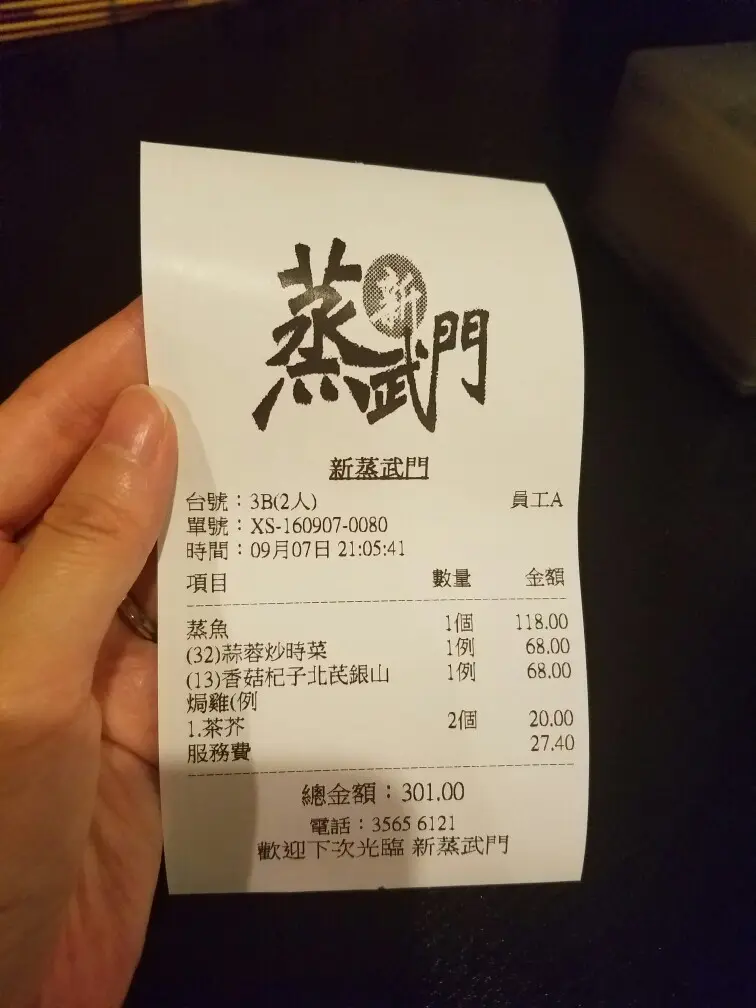 蒸新武門
新蒸武門
台號：3B(2人) 員工A
單號：XS-160907-0080
時間：09月07日 21:05:41
項目 數量 金額
蒸魚 1個 118.00
(32)蒜蓉炒時菜 1例 68.00
(13)香菇杞子北芪銀山 1例 68.00
焗雞(例
1.茶芥 2個 20.00
服務費 27.40
總金額：301.00
電話：3565 6121
歡迎下次光臨 新蒸武門